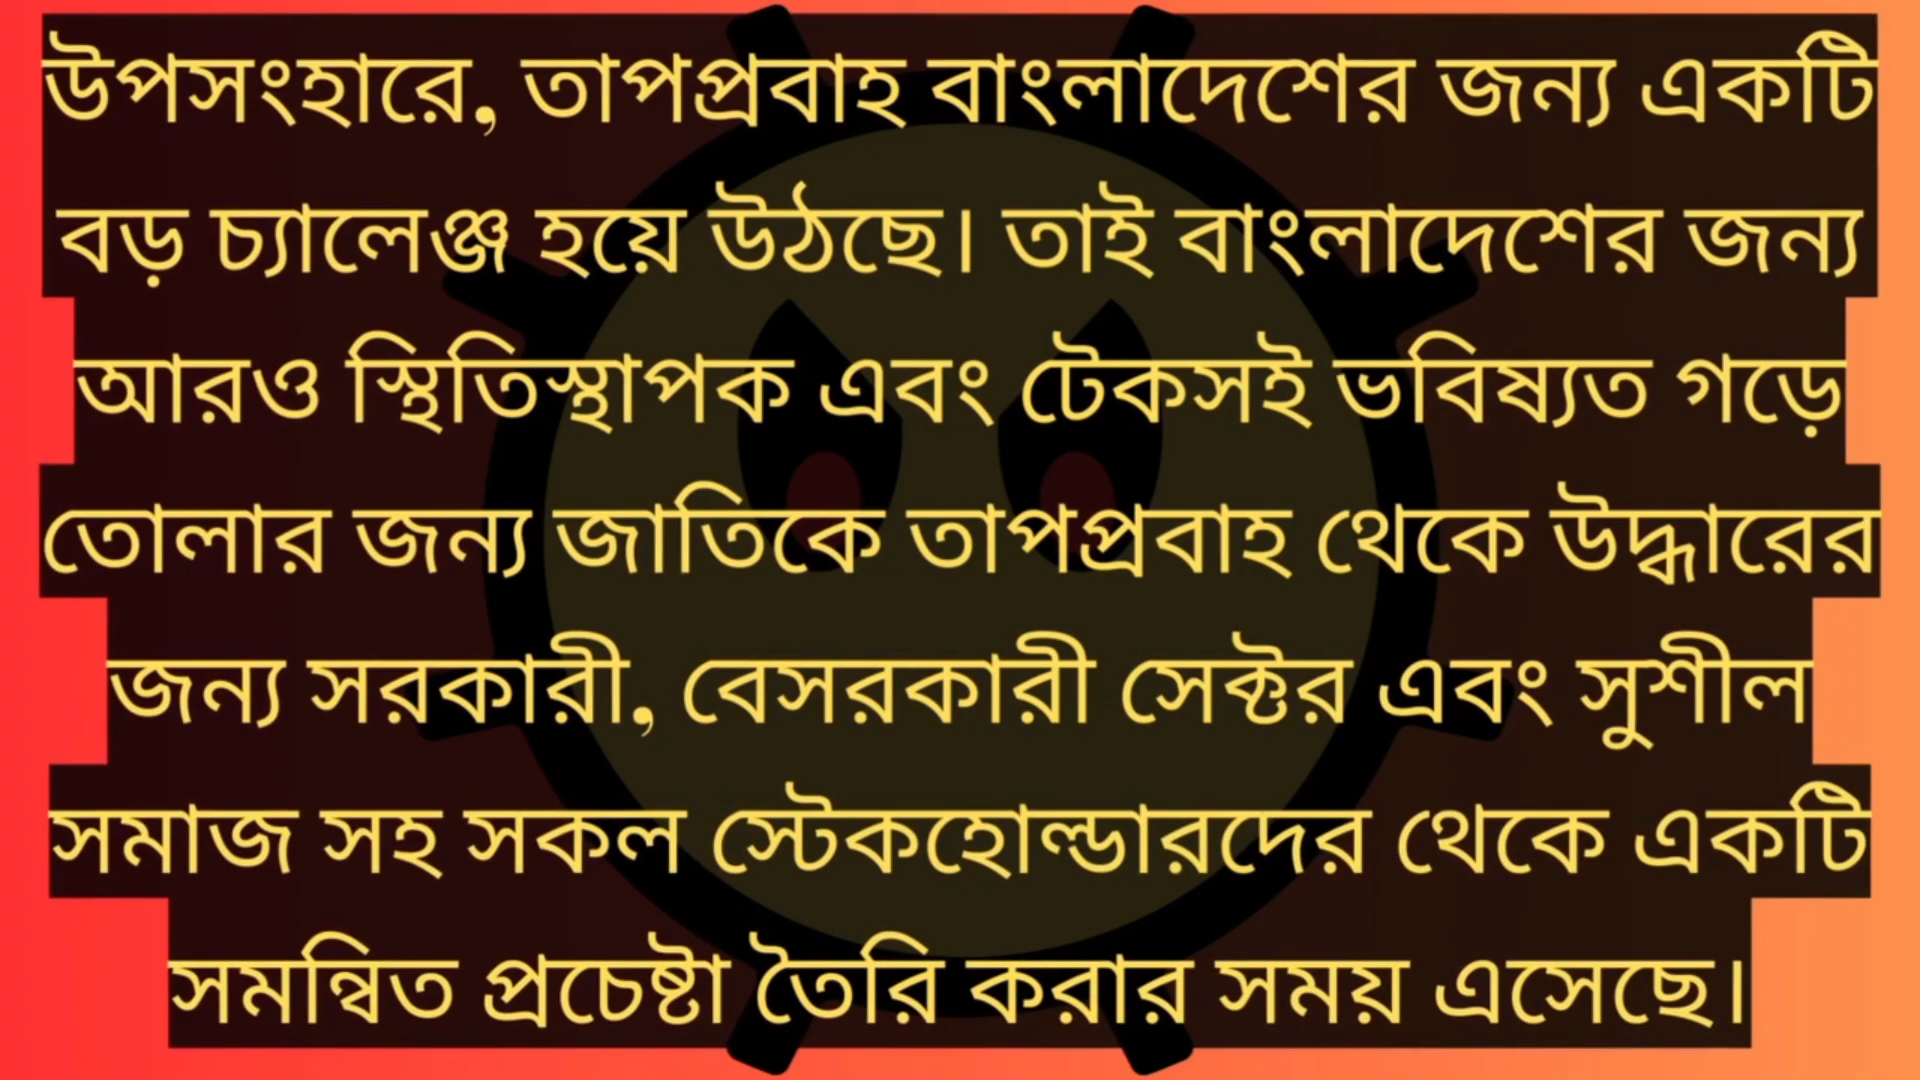 উপসংহারে, তাপপ্রবাহ বাংলাদেশের জন্য একটি
বড় চ্যালেঞ্জ হয়ে উঠছে। তাই বাংলাদেশের জন্য
আরও স্থিতিস্থাপক এবং টেকসই ভবিষ্যত গড়ে
তোলার জন্য জাতিকে তাপপ্রবাহ থেকে উদ্ধারের
জন্য সরকারী, বেসরকারী সেক্টর এবং সুশীল
সমাজ সহ সকল স্টেকহোল্ডারদের থেকে একটি
সমন্বিত প্রচেষ্টা তৈরি করার সময় এসেছে।